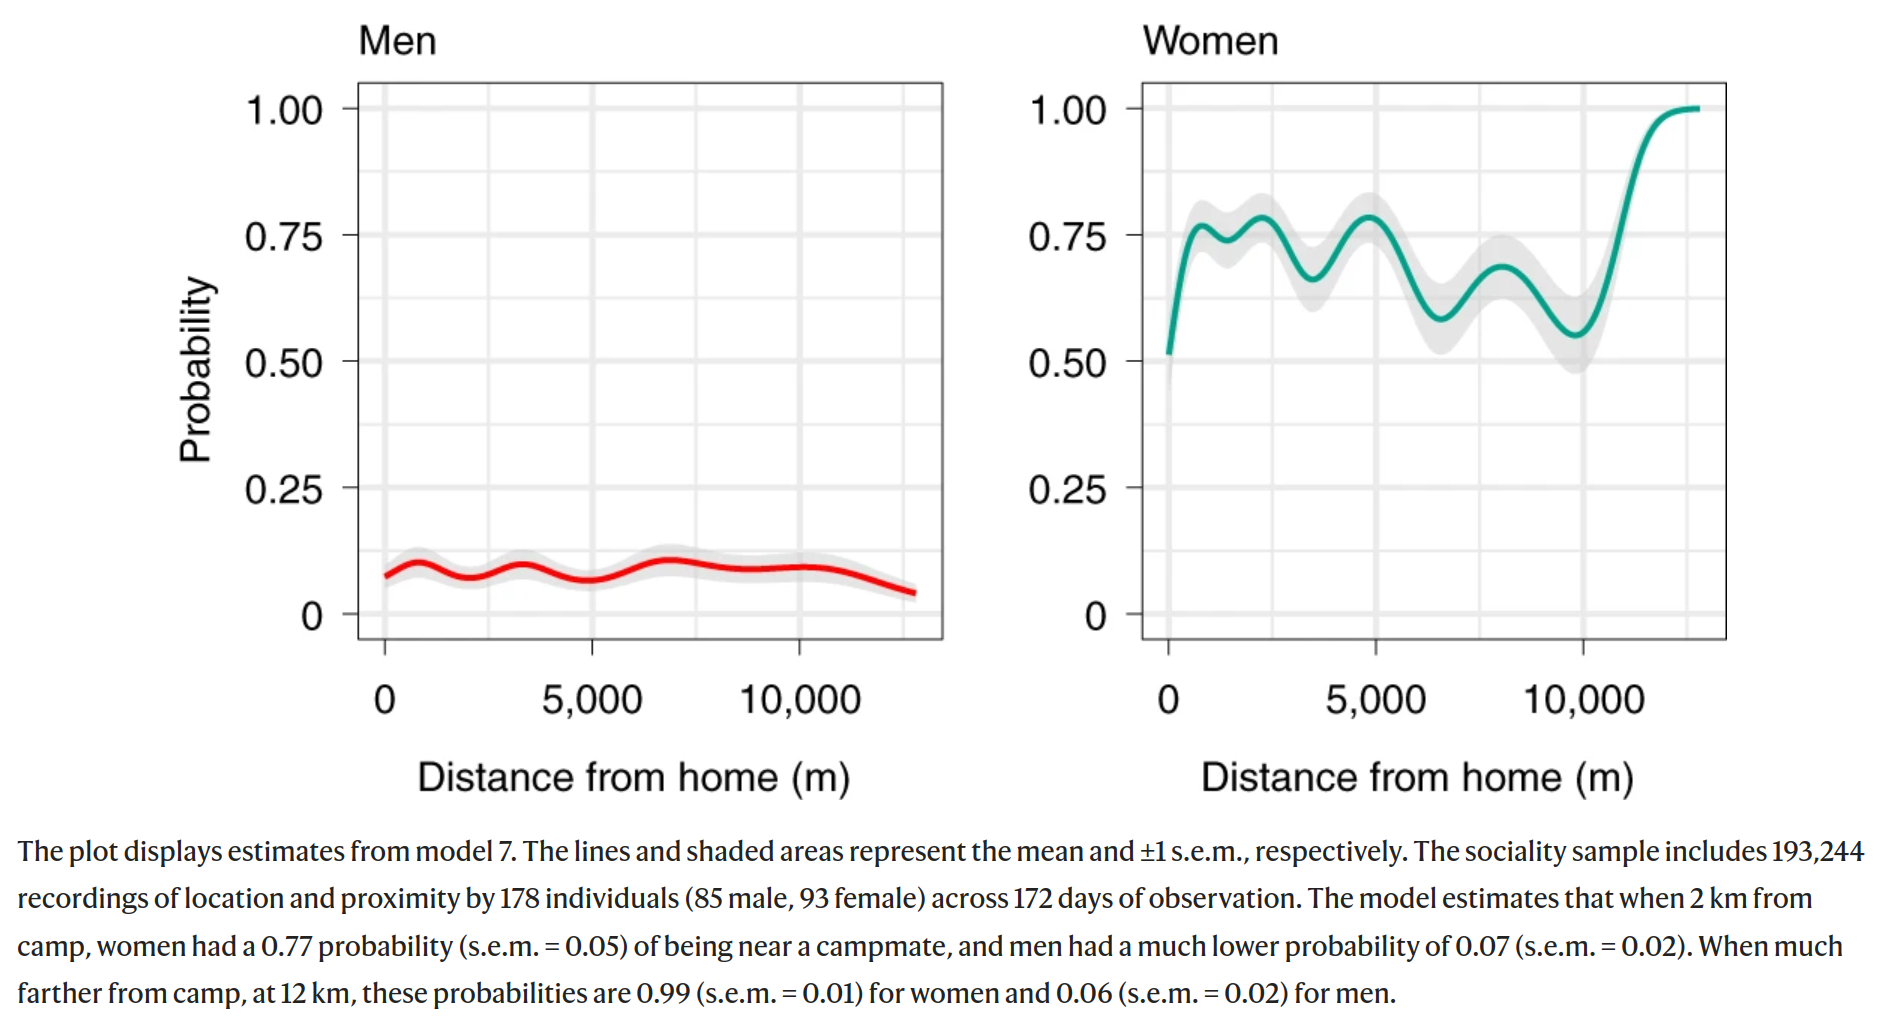 Men
Women
1.00
0.75
0.50
0.25
0
Probability
0
5,000
10,000
Distance from home (m)
1.00
0.75
0.50
0.25
0
0
5,000
10,000
Distance from home (m)
The plot displays estimates from model 7. The lines and shaded areas represent the mean and ±1 s.e.m., respectively. The sociality sample includes 193,244
recordings of location and proximity by 178 individuals (85 male, 93 female) across 172 days of observation. The model estimates that when 2 km from
camp, women had a 0.77 probability (s.e.m. = 0.05) of being near a campmate, and men had a much lower probability of 0.07 (s.e.m. = 0.02). When much
farther from camp, at 12 km, these probabilities are 0.99 (s.e.m. = 0.01) for women and 0.06 (s.e.m. = 0.02) for men.